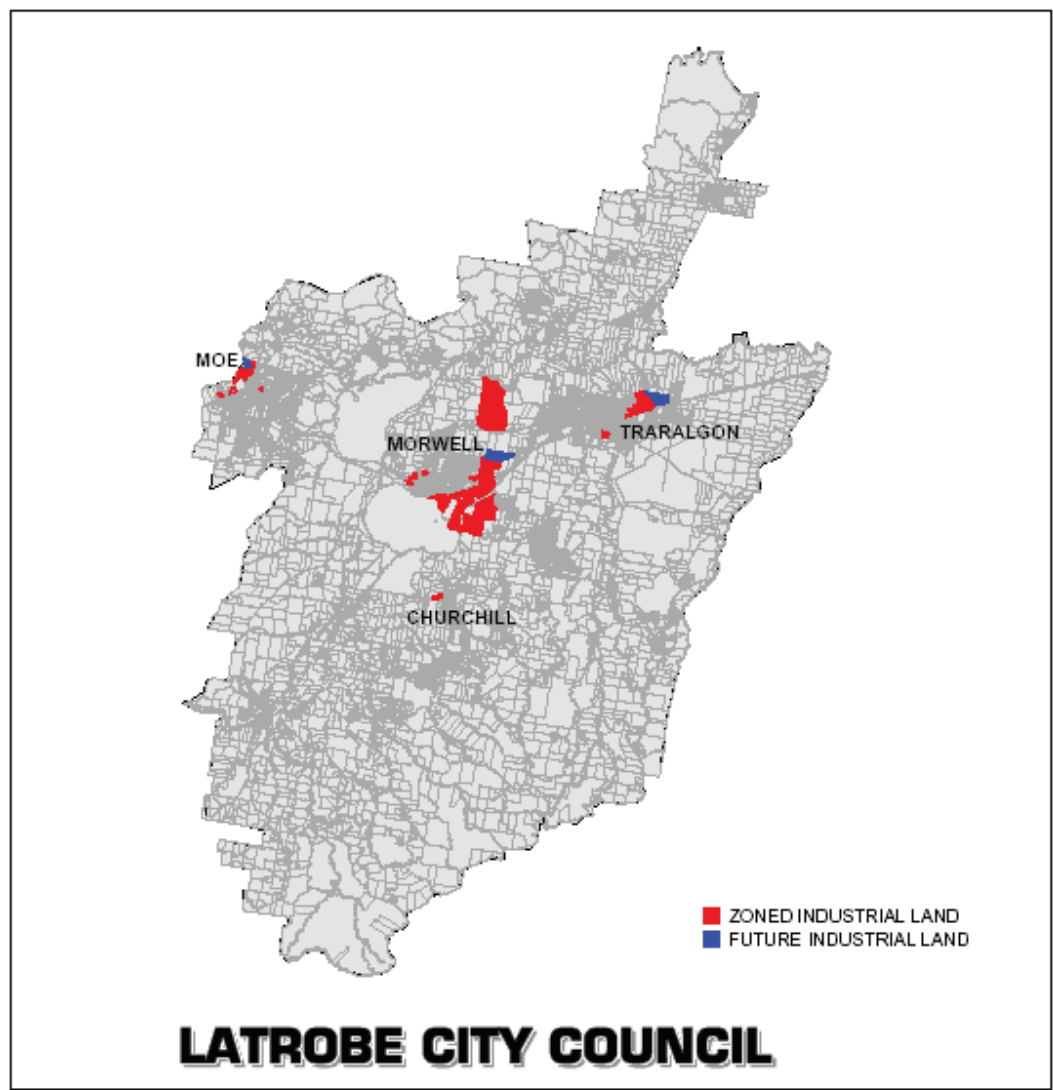 MOE
MORWELL
TRARALGON
CHURCHILL
ZONED INDUSTRIAL LAND
FUTURE INDUSTRIAL LAND
LATROBE CITY COUNCIL